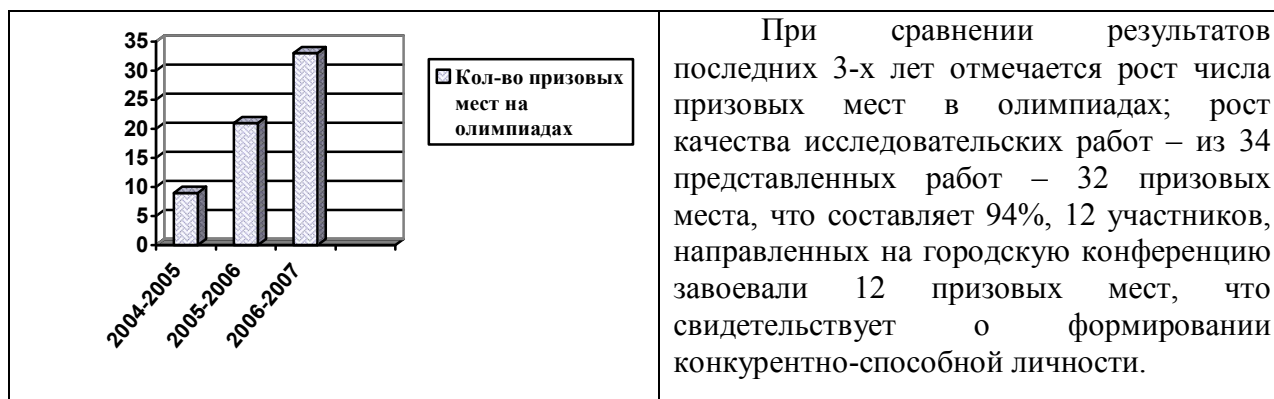 35
30
25
20
15
10
5
0
2004-2005
2005-2006
2006-2007
Кол-во призовых
мест на
олимпиадах
При сравнении результатов
последних 3-х лет отмечается рост числа
призовых мест в олимпиадах; рост
качества исследовательских работ – из 34
представленных работ – 32 призовых
места, что составляет 94%, 12 участников,
направленных на городскую конференцию
завоевали 12 призовых мест, что
свидетельствует о формировании
конкурентно-способной личности.